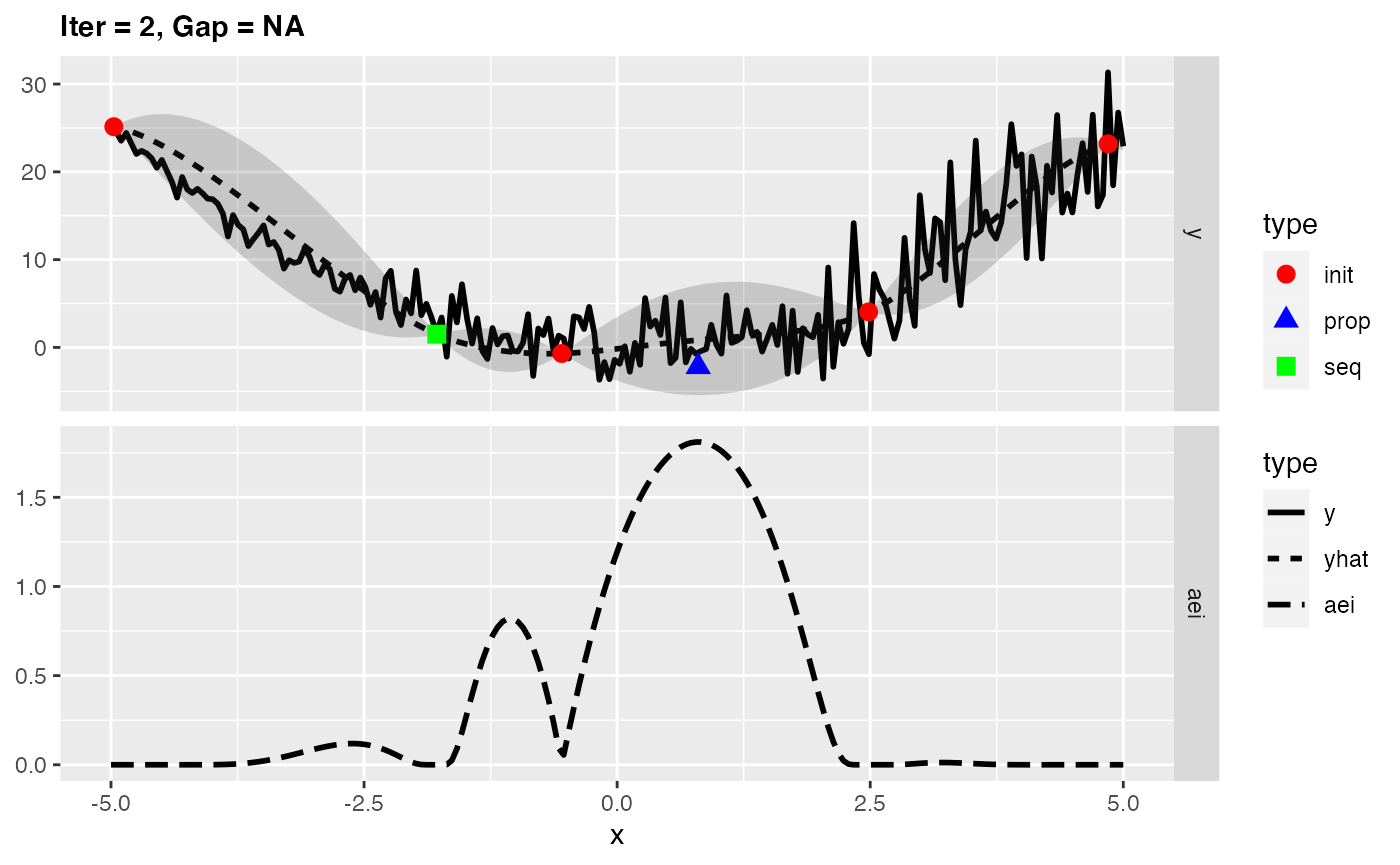 Iter = 2, Gap = NA
30
20
10
0
y
1.5
1.0
0.5
0.0
aei
-5.0 -2.5 0.0 2.5 5.0
x
type
init
prop
seq
type
y
yhat
aei